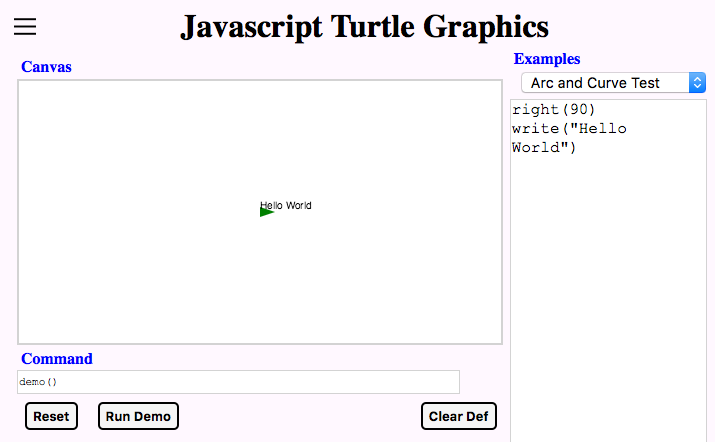 Javascript Turtle Graphics
Canvas
Hello World
Command
demo()
Reset
Run Demo
Clear Def
Examples
Arc and Curve Test
right(90)
write("Hello
World")